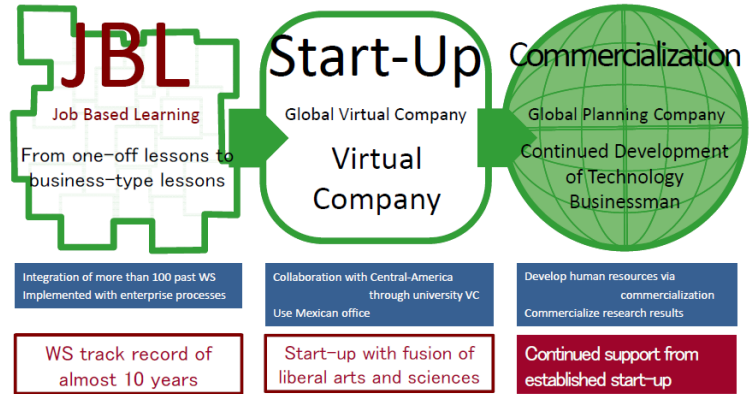 JBL
Job Based Learning
From one-off lessons to
business-type lessons
Start-Up
Global Virtual Company
Virtual
Company
Commercialization
Global Planning Company
Continued Development
of Technology
Businessman
Integration of more than 100 past WS
Implemented with enterprise processes
Collaboration with Central-America
through university VC
Use Mexican office
Develop human resources via
commercialization
Commercialize research results
WS track record of
almost 10 years
Start-up with fusion of
liberal arts and sciences
Continued support from
established start-up